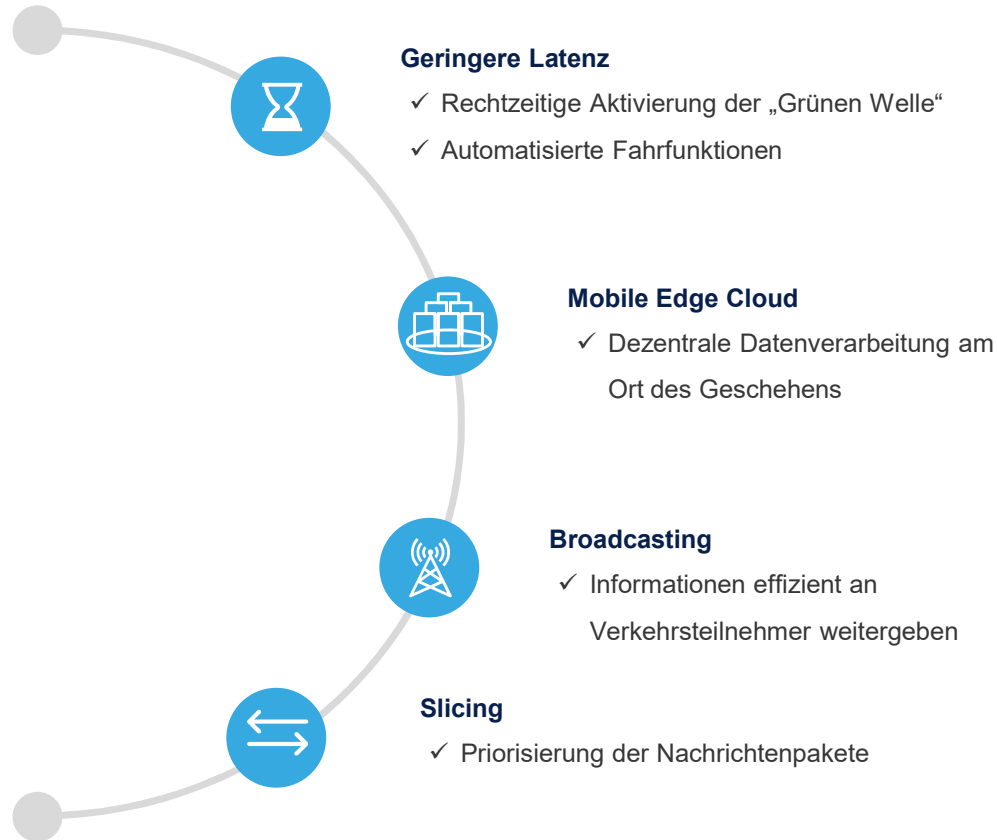 Geringere Latenz
✓ Rechtzeitige Aktivierung der „Grünen Welle“
✓ Automatisierte Fahrfunktionen
Mobile Edge Cloud
✓ Dezentrale Datenverarbeitung am
Ort des Geschehens
Broadcasting
✓ Informationen effizient an
Verkehrsteilnehmer weitergeben
Slicing
✓ Priorisierung der Nachrichtenpakete